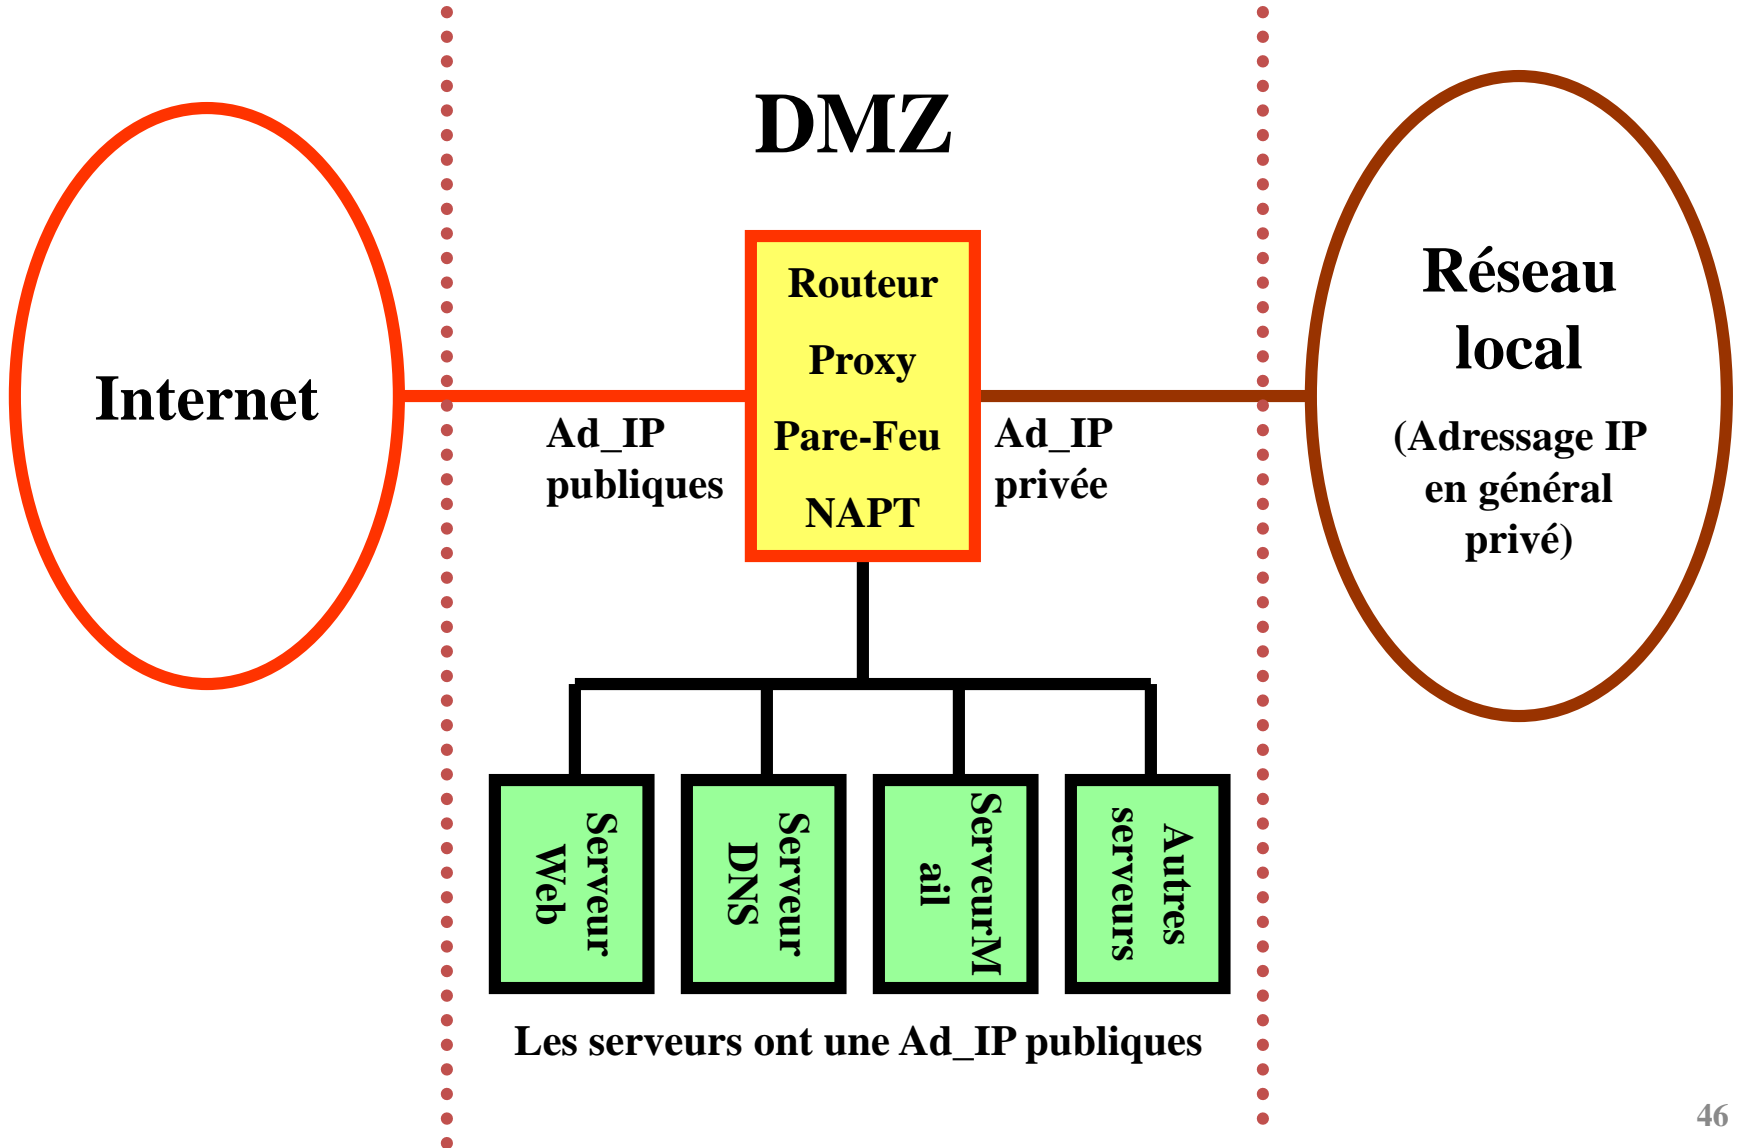 DMZ
Internet
Ad_IP
publiques
Routeur
Proxy
Pare-Feu
NAPT
Ad_IP
privée
Réseau
local
(Adressage IP
en général
privé)
Serveur
Web
Serveur
DNS
ServeurM
ail
Autres
serveurs
Les serveurs ont une Ad_IP publiques
46